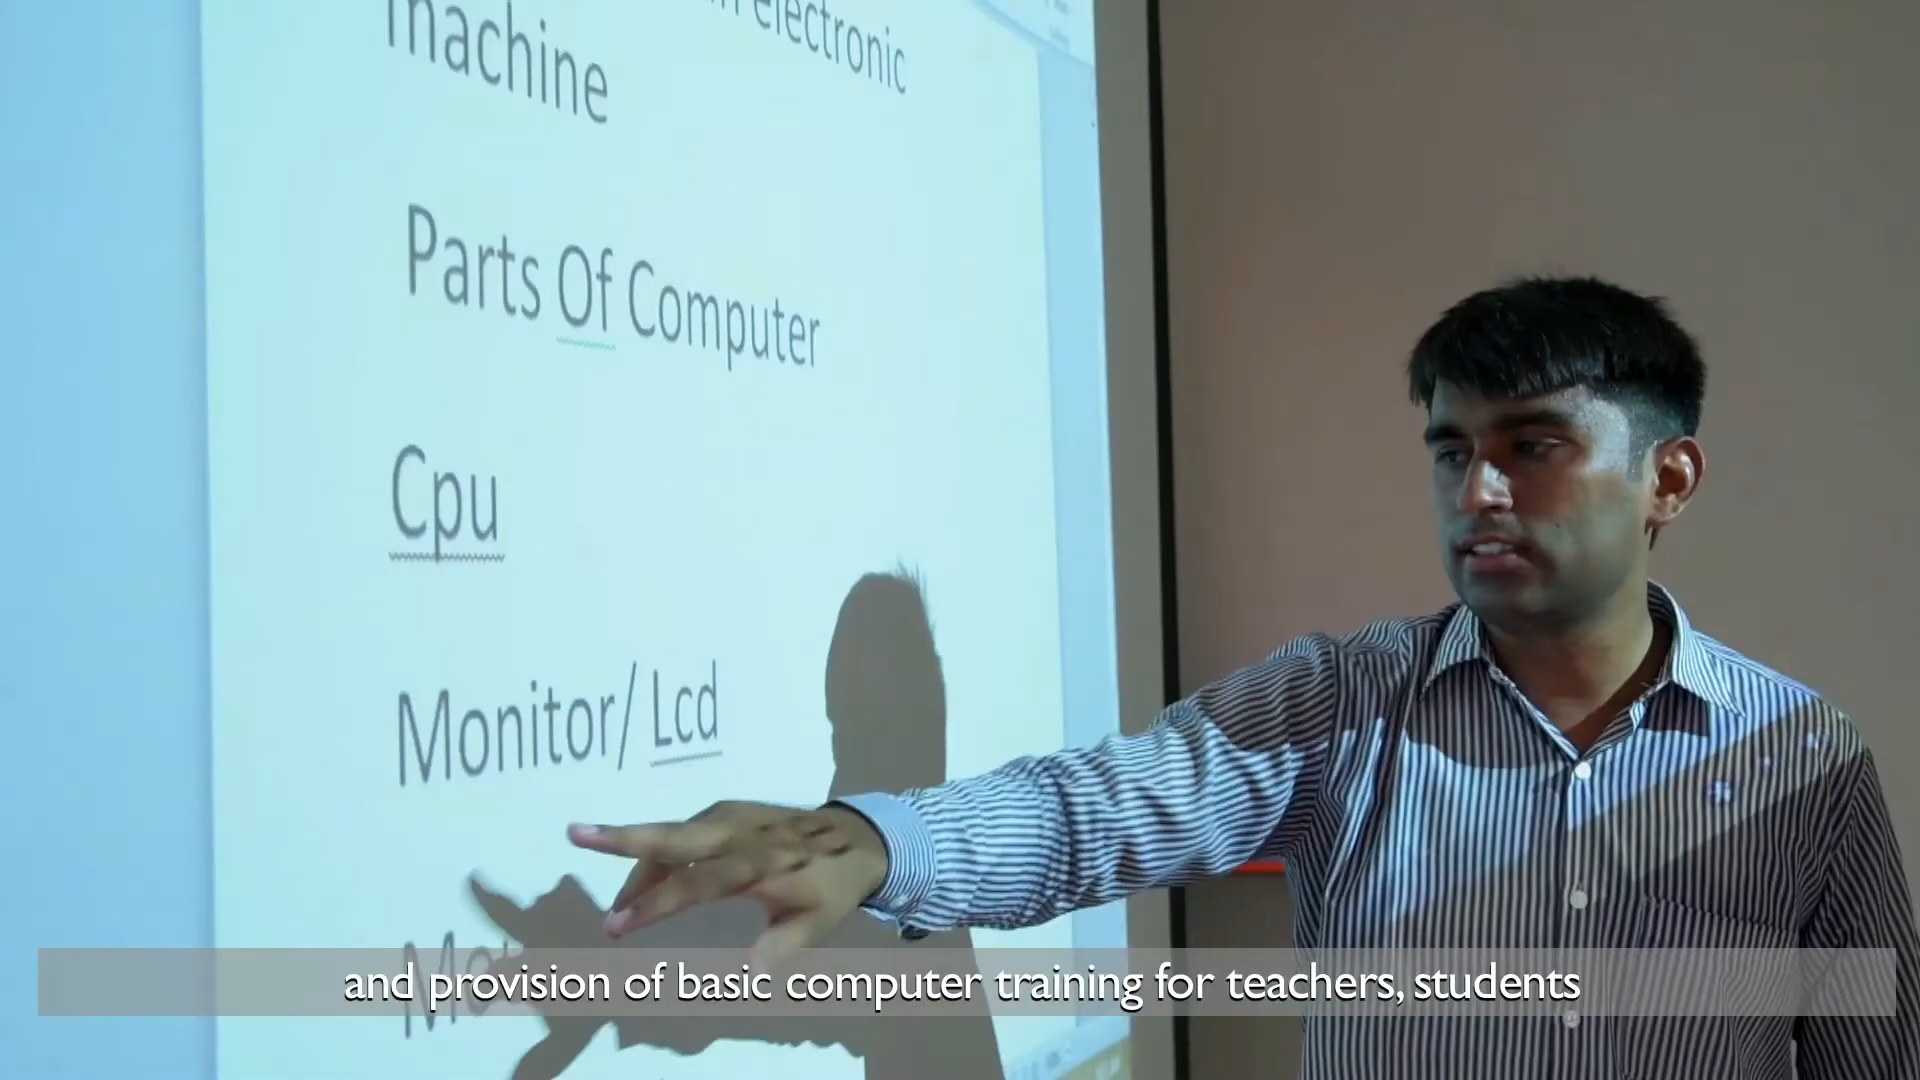 electronic
machine
Parts Of Computer
Cpu
Monitor/ Lcd
and provision of basic computer training for teachers, students